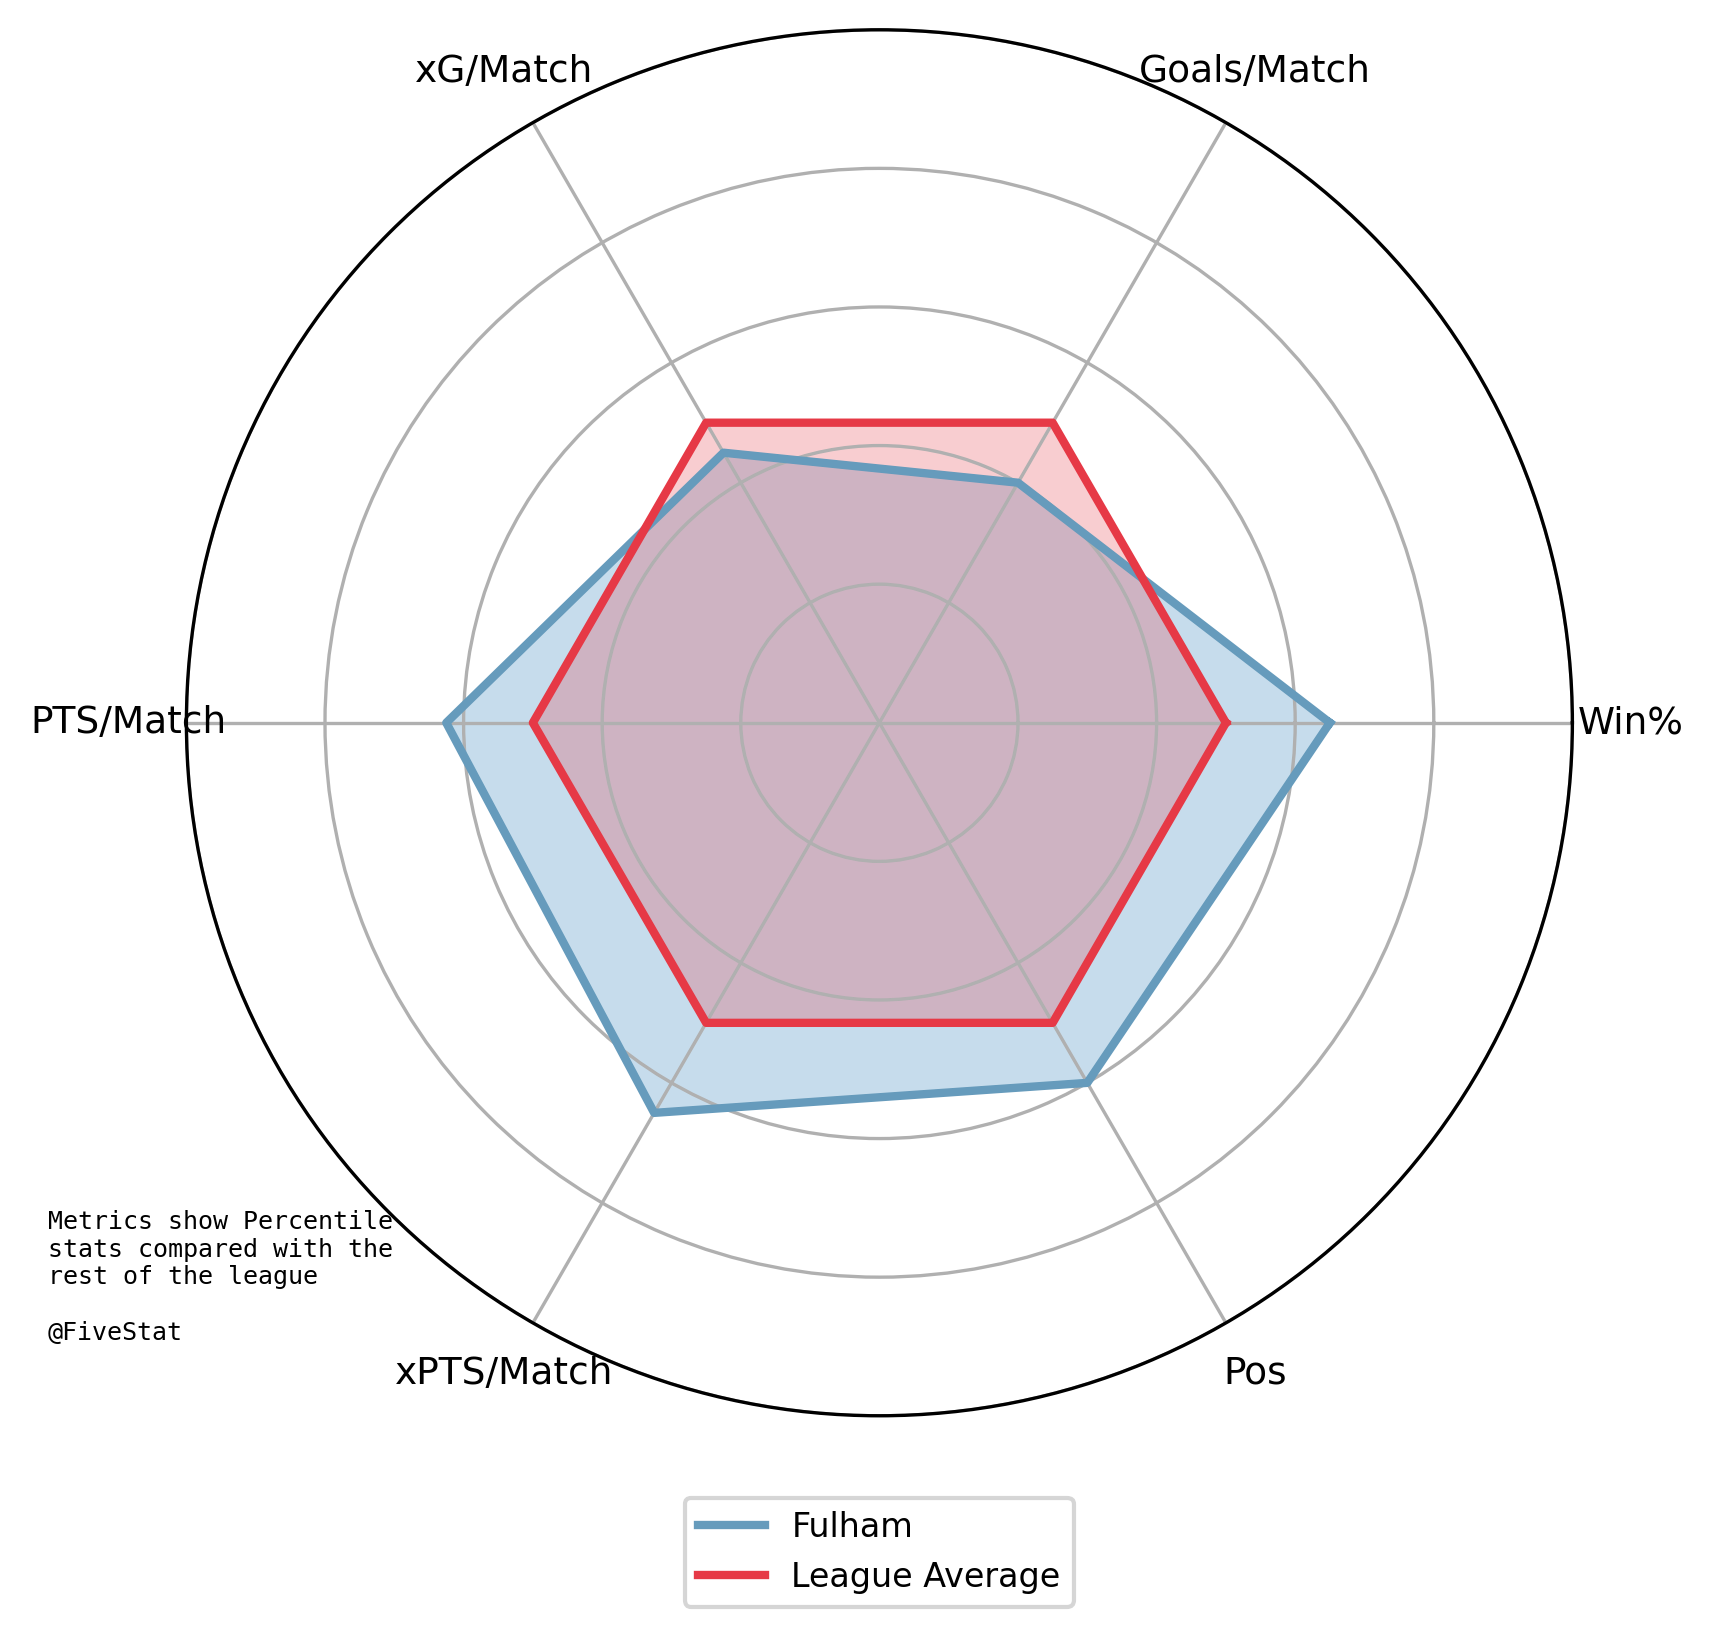 xG/Match
Goals/Match
PTS/Match
Win%
Metrics show Percentile
stats compared with the
rest of the league
@FiveStat
xPTS/Match
Pos
Fulham
League Average